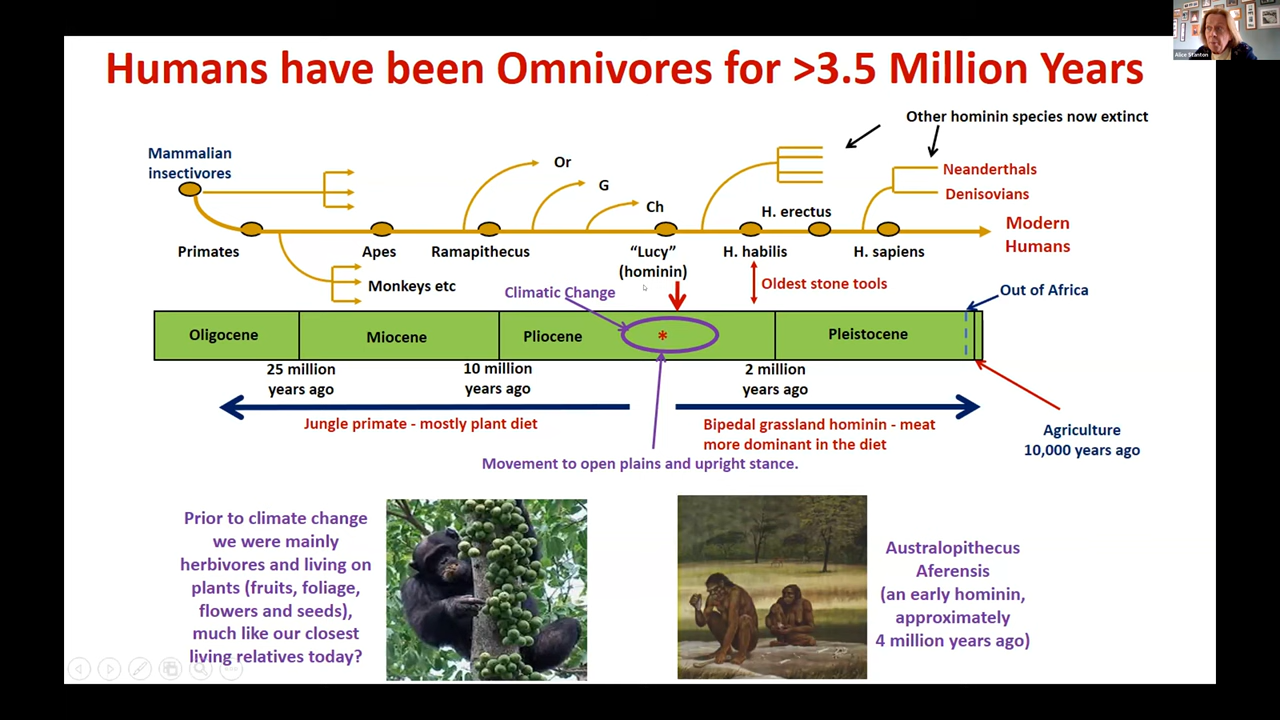 Humans have been Omnivores for >3.5 Million Years
Alice Stanton
Other hominin species now extinct
Mammalian
insectivores
Or
G
Ch
Neanderthals
Denisovians
H. erectus
Modern
Humans
Primates
Apes
Ramapithecus
“Lucy”
(hominin)
H. habilis
H. sapiens
Monkeys etc
Climatic Change
Oldest stone tools
Out of Africa
Oligocene
Miocene
Pliocene
*
Pleistocene
25 million
years ago
10 million
years ago
2 million
years ago
Jungle primate - mostly plant diet
Bipedal grassland hominin - meat
more dominant in the diet
Agriculture
10,000 years ago
Movement to open plains and upright stance.
Prior to climate change
we were mainly
herbivores and living on
plants (fruits, foliage,
flowers and seeds),
much like our closest
living relatives today?
Australopithecus
Aferensis
(an early hominin,
approximately
4 million years ago)